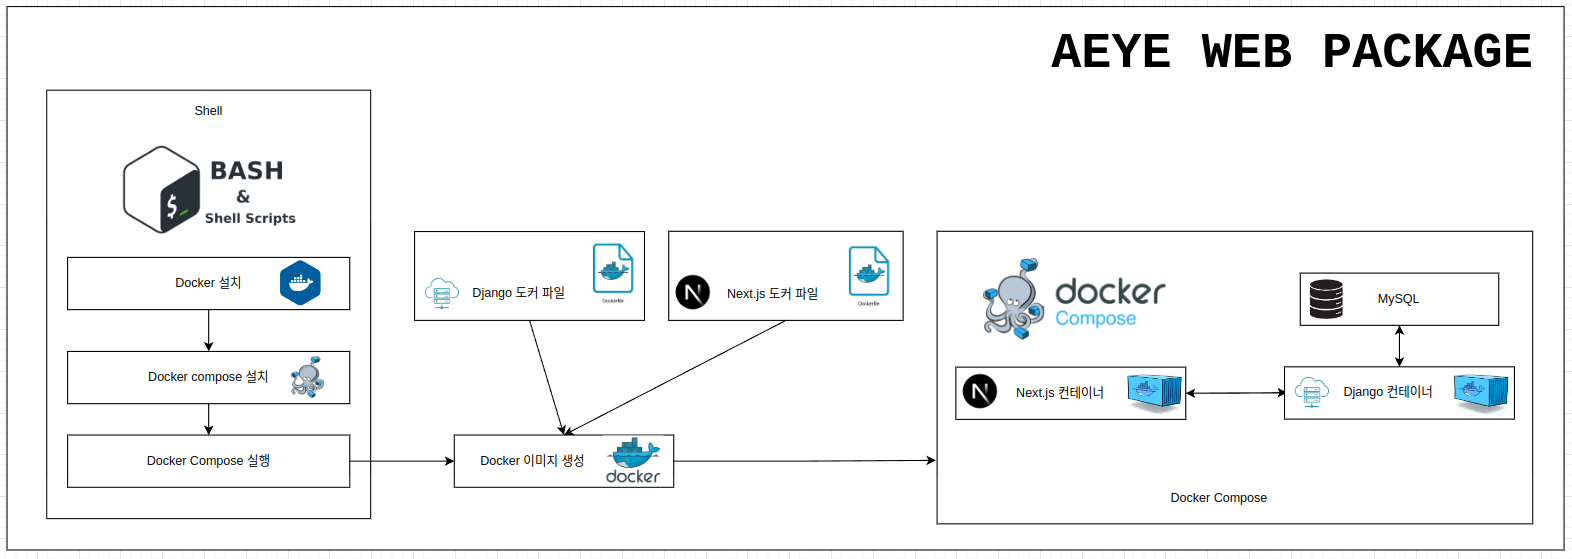 AEYE WEB PACKAGE
Shell
BASH
&
Shell Scripts
Docker 설치
Docker compose 설치
Docker Compose 실행
Django 도커 파일
Dockerfile
Next.js 도커 파일
Dockerfile
Docker 이미지 생성
docker
docker
Compose
MySQL
Next.js 컨테이너
Django 컨테이너
Docker Compose